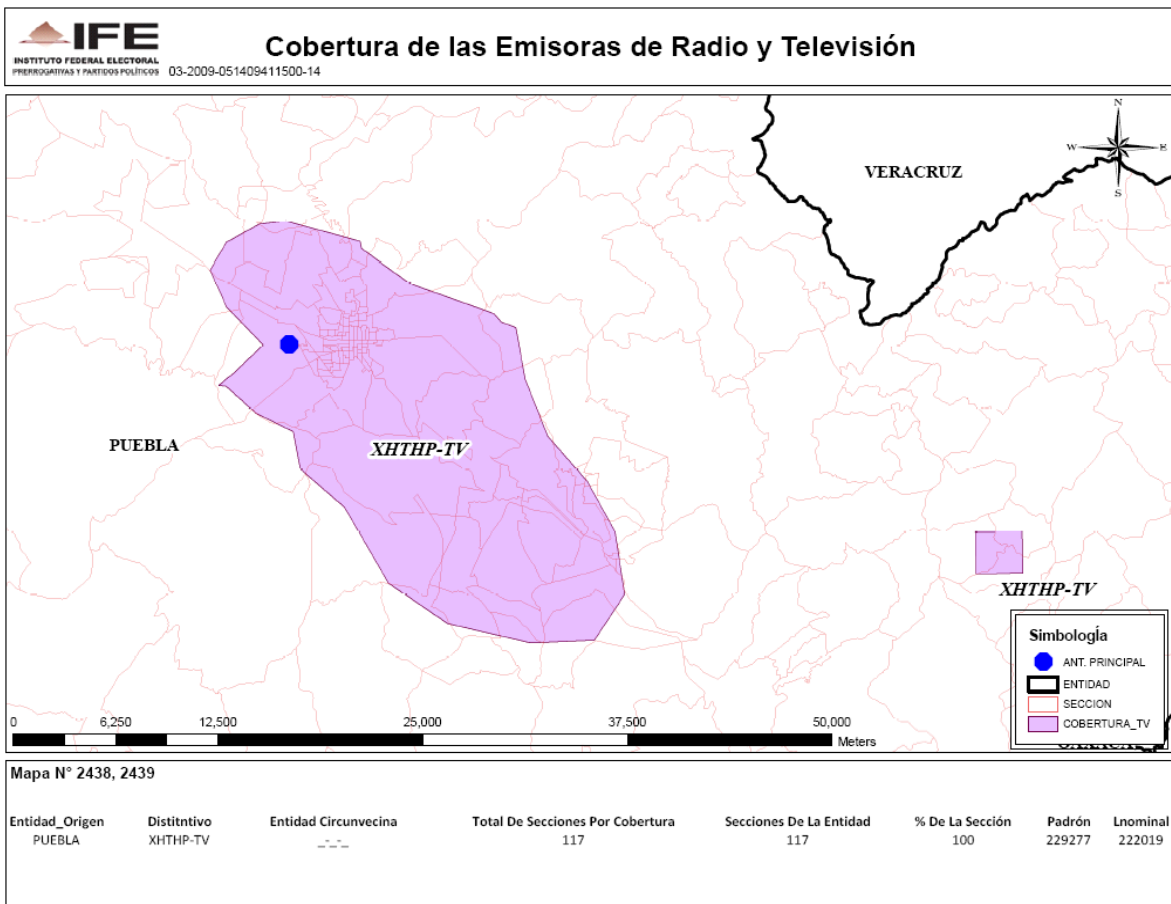 IFE
INSTITUTO FEDERAL ELECTORAL
PRERROGATIVAS Y PARTIDOS POLÍTICOS
03-2009-051409411500-14
Cobertura de las Emisoras de Radio y Televisión
N
W E
S
VERACRUZ
PUEBLA
XHTHP-TV
XHTHP-TV
Simbología
ANT. PRINCIPAL
ENTIDAD
SECCION
COBERTURA_TV
0 6,250 12,500 25,000 37,500 50,000
Meters
Mapa N° 2438, 2439
Entidad_Origen Distitntivo Entidad Circunvecina Total De Secciones Por Cobertura Secciones De La Entidad % De La Sección Padrón Lnominal
PUEBLA XHTHP-TV _-_-_ 117 117 100 229277 222019